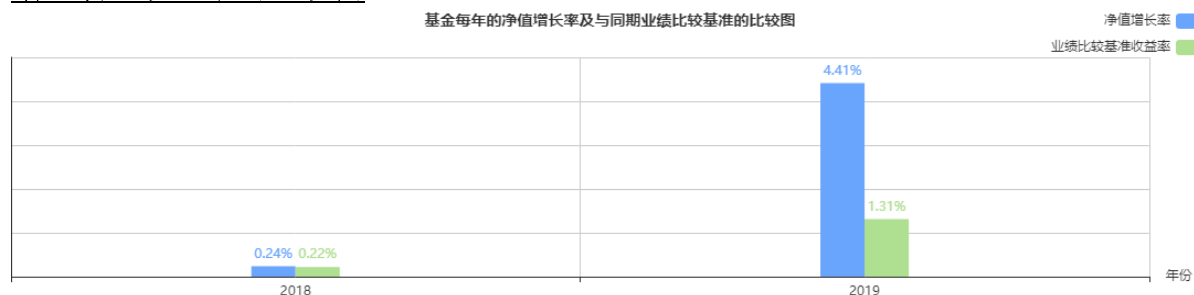 基金每年的净值增长率及与同期业绩比较基准的比较图
净值增长率
业绩比较基准收益率
4.41%
1.31%
0.24% 0.22%
年份
2018 2019